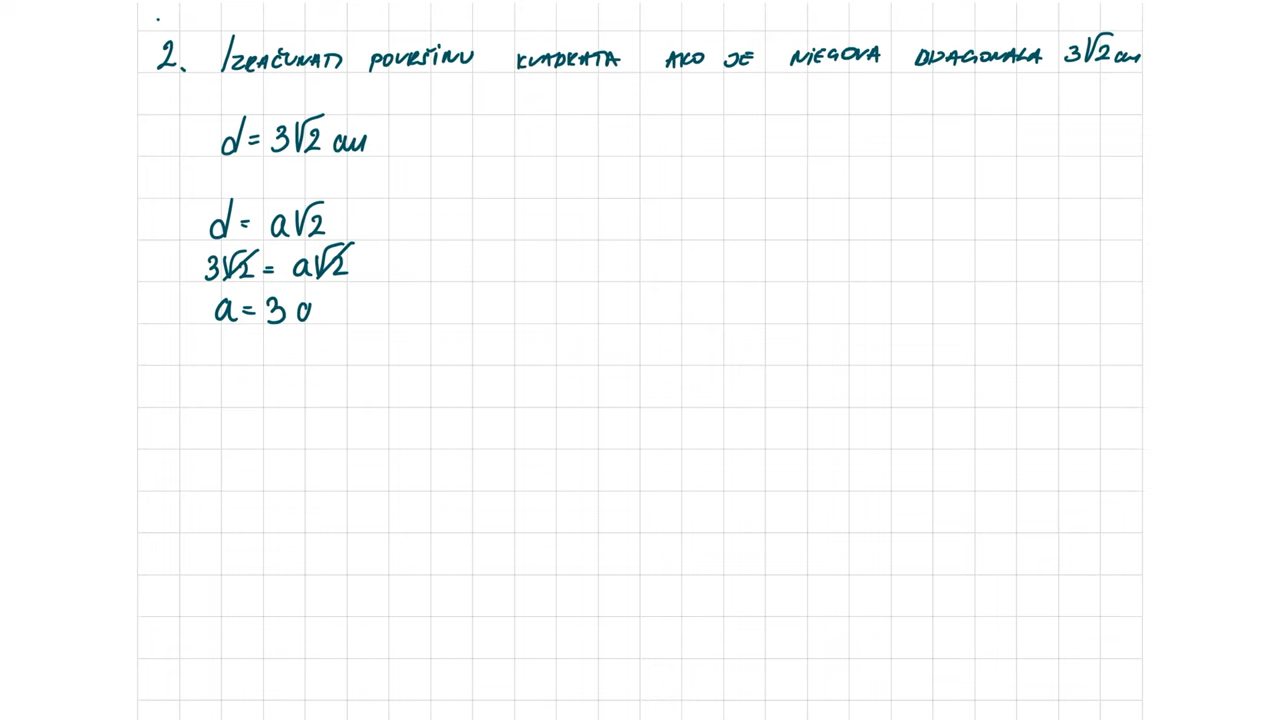 2. IZRAČUNATI POVRŠINU KVADRATA AKO JE NJEGOVA DIJAGONALA 3√2 cm
d = 3√2 cm
d = a√2
3√2 = a√2
a = 3 c